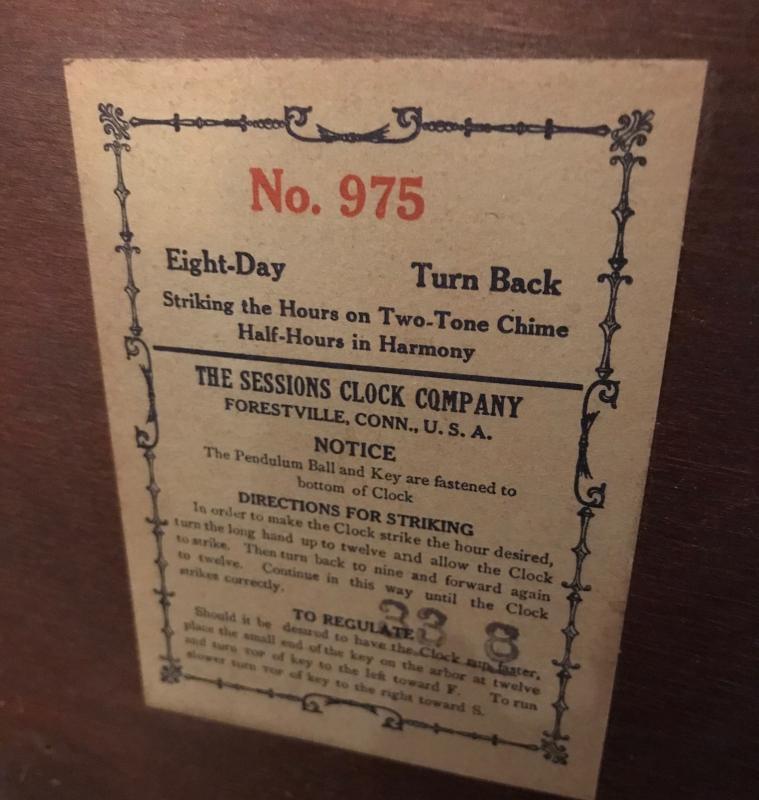 No. 975
Eight-Day Turn Back
Striking the Hours on Two-Tone Chime
Half-Hours in Harmony
THE SESSIONS CLOCK COMPANY
FORESTVILLE, CONN., U. S. A.
NOTICE
The Pendulum Ball and Key are fastened to
bottom of Clock
DIRECTIONS FOR STRIKING
In order to make the Clock strike the hour desired,
turn the long hand up to twelve and allow the Clock
to strike. Then turn back to nine and forward again
to twelve. Continue in this way until the Clock
strikes correctly.
33 8
TO REGULATE
Should it be desired to have the Clock run faster,
place the small end of the key on the arbor at twelve
and turn TOP of key to the left toward F. To run
slower turn TOP of key to the right toward S.